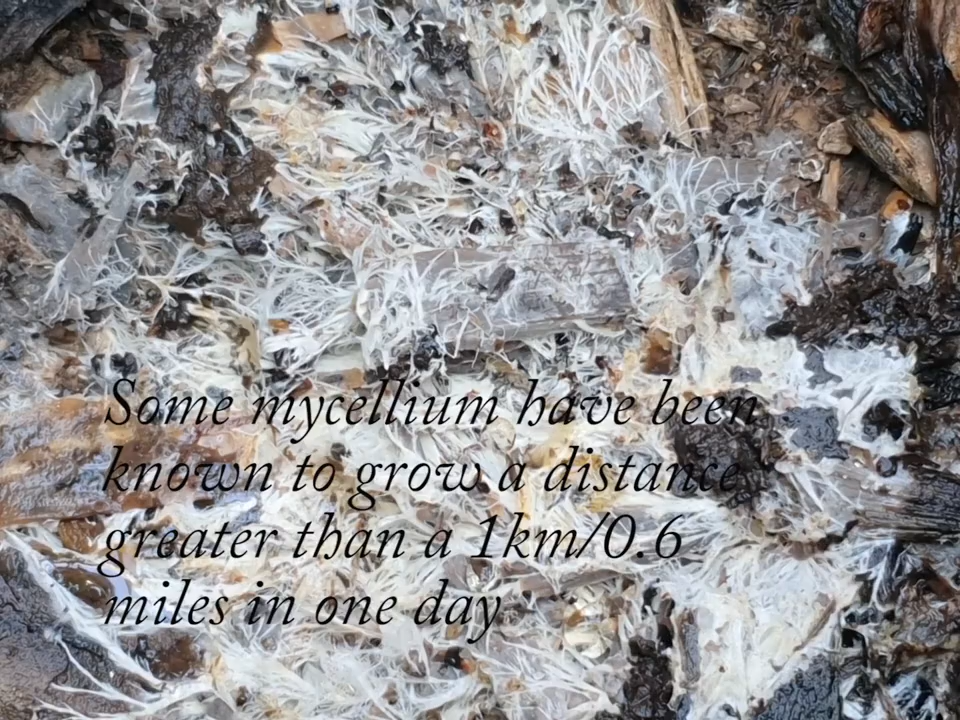 Some mycellium have been
known to grow a distance
greater than a 1km/0.6
miles in one day